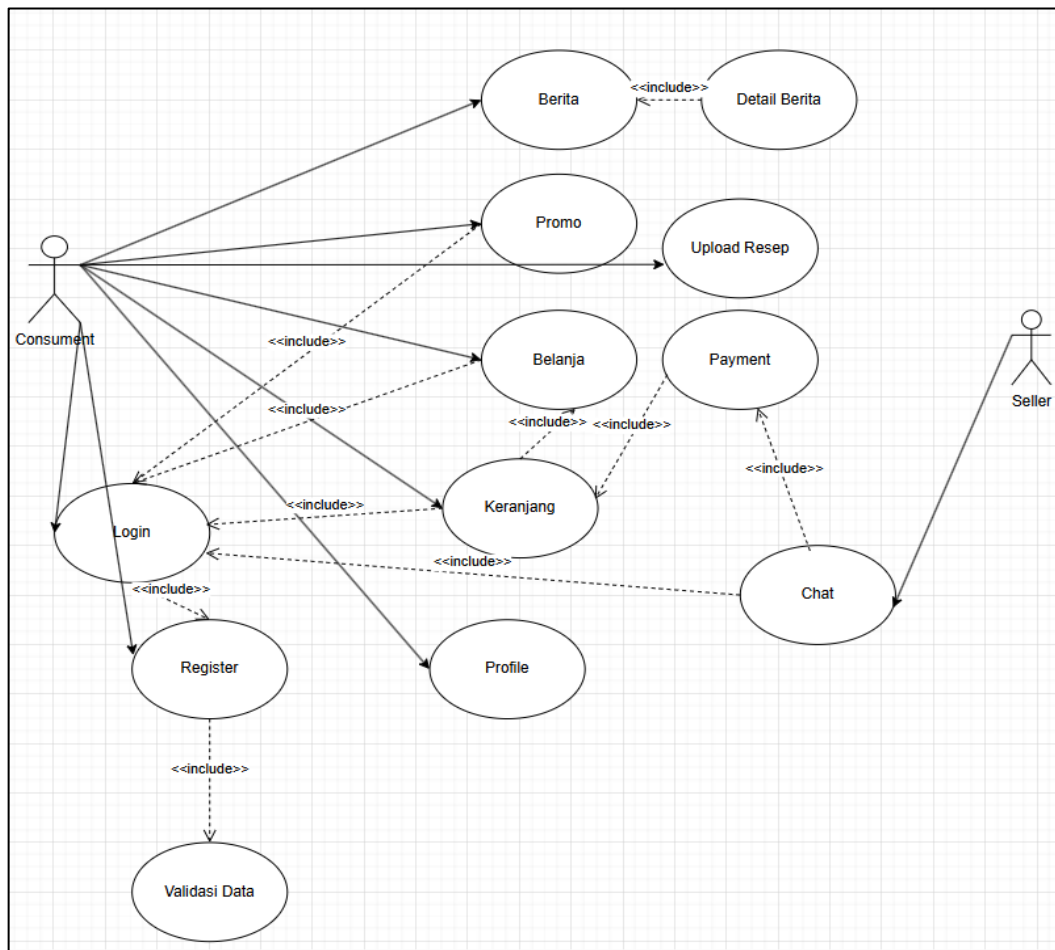 Berita
<<include>>
Detail Berita
Promo
Upload Resep
Consument
<<include>>
Belanja
Payment
Seller
<<include>>
<<include>>
<<include>>
<<include>>
Login
<<include>>
Keranjang
<<include>>
Chat
<<include>>
Register
Profile
<<include>>
Validasi Data